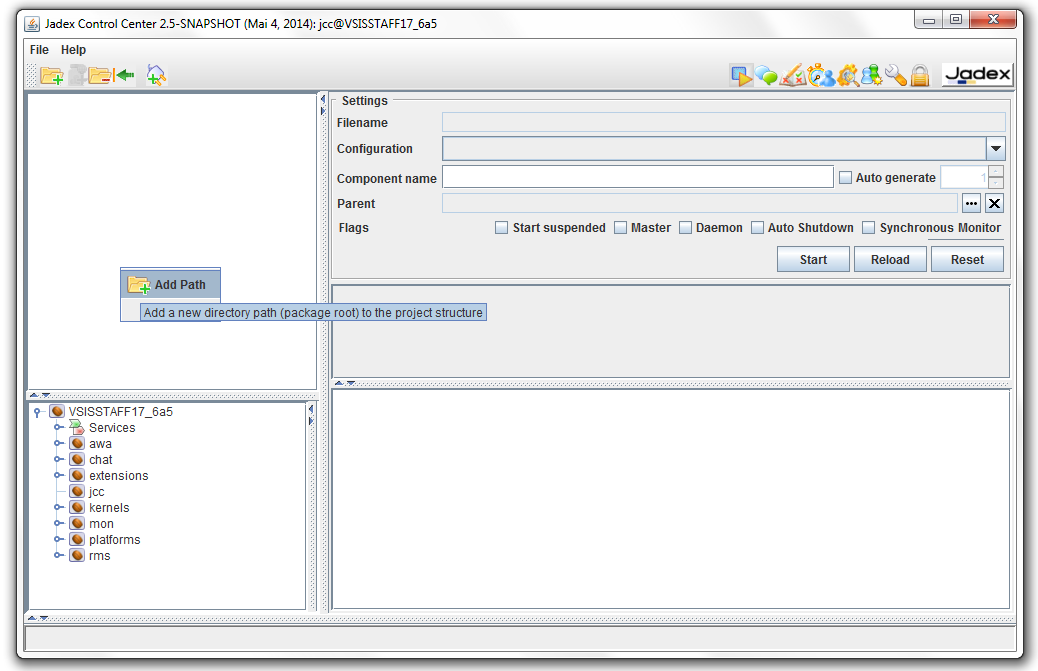 Jadex Control Center 2.5-SNAPSHOT (Mai 4, 2014): jcc@VSISSTAFF17_6a5
File Help
Jadex
Settings
Filename
Configuration
Component name Auto generate 1
Parent ...
Flags Start suspended Master Daemon Auto Shutdown Synchronous Monitor
Start Reload Reset
Add Path
Add a new directory path (package root) to the project structure
VSISSTAFF17_6a5
Services
awa
chat
extensions
jcc
kernels
mon
platforms
rms